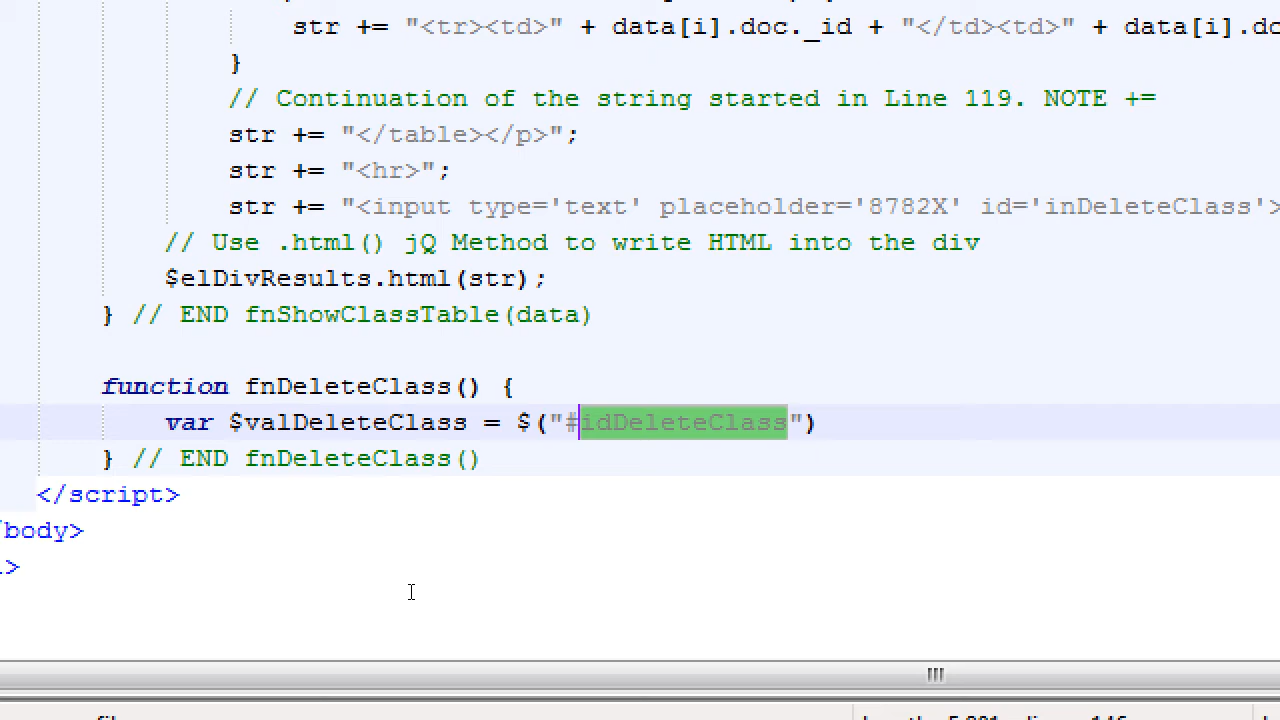 str += "<tr><td>" + data[i].doc._id + "</td><td>" + data[i].do
}
// Continuation of the string started in Line 119. NOTE +=
str += "</table></p>";
str += "<hr>";
str += "<input type='text' placeholder='8782X' id='inDeleteClass'>
// Use .html() jQ Method to write HTML into the div
$elDivResults.html(str);
} // END fnShowClassTable(data)
function fnDeleteClass() {
var $valDeleteClass = $("#idDeleteClass")
} // END fnDeleteClass()
</script>
body>
>